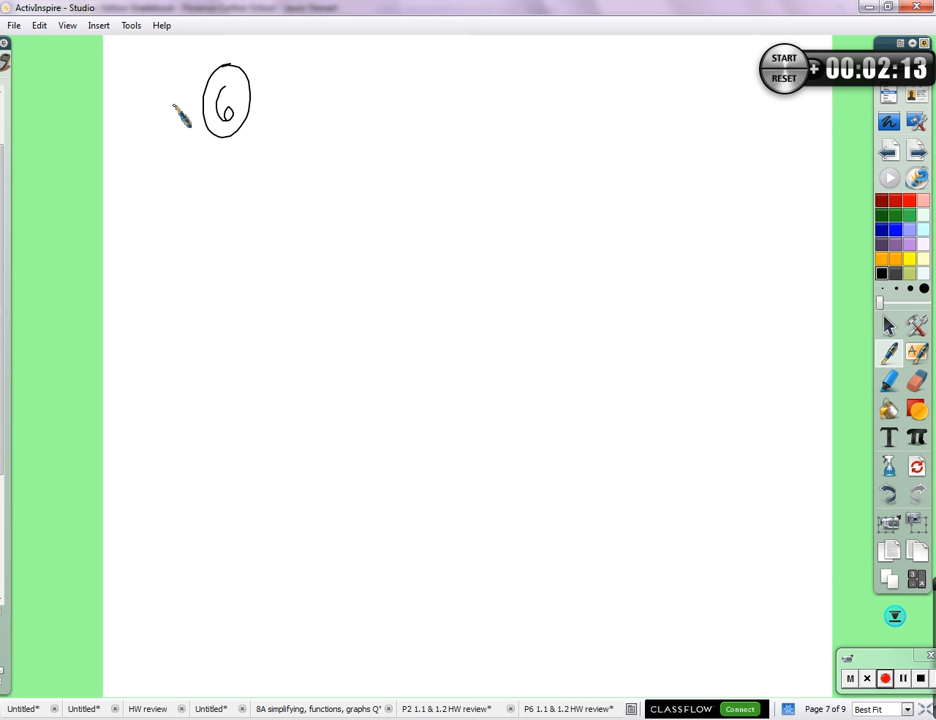 ActivInspire - Studio
File Edit View Insert Tools Help
START
RESET
+ 00:02:13
6
T π
M
Untitled* Untitled* HW review Untitled* 8A simplifying, functions, graphs Q* P2 1.1 & 1.2 HW review* P6 1.1 & 1.2 HW review* CLASSFLOW Connect Page 7 of 9 Best Fit